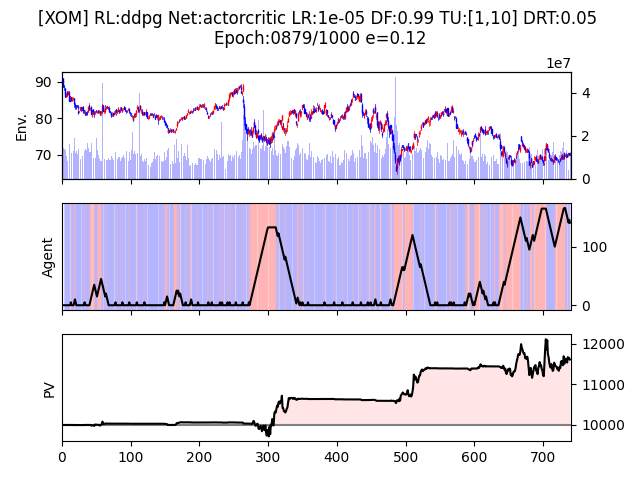 [XOM] RL:ddpg Net:actorcritic LR:1e-05 DF:0.99 TU:[1,10] DRT:0.05
Epoch:0879/1000 e=0.12
1e7
90
80
70
Env.
4
2
0
Agent
100
0
PV
12000
11000
10000
0 100 200 300 400 500 600 700